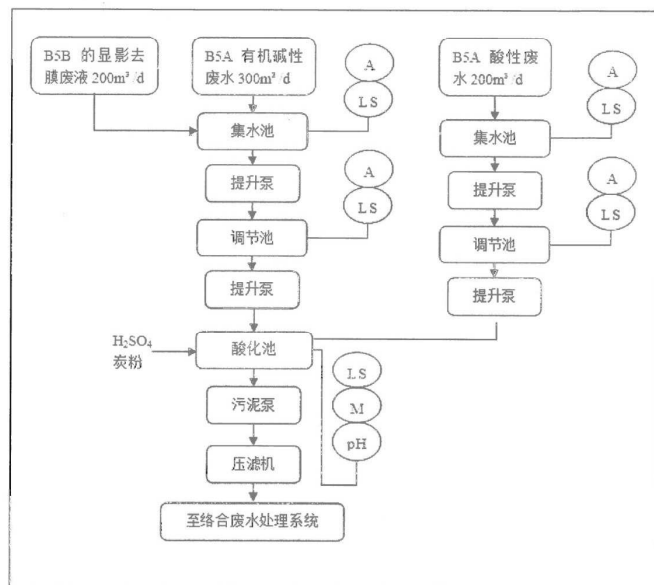 B5B 的显影去
膜废液 200m³/d
B5A 有机碱性
废水 300m³/d
A
LS
B5A 酸性废
水 200m³/d
A
LS
集水池
集水池
提升泵
A
LS
提升泵
A
LS
调节池
调节池
提升泵
提升泵
H₂SO₄
炭粉
酸化池
LS
M
pH
污泥泵
压滤机
至络合废水处理系统